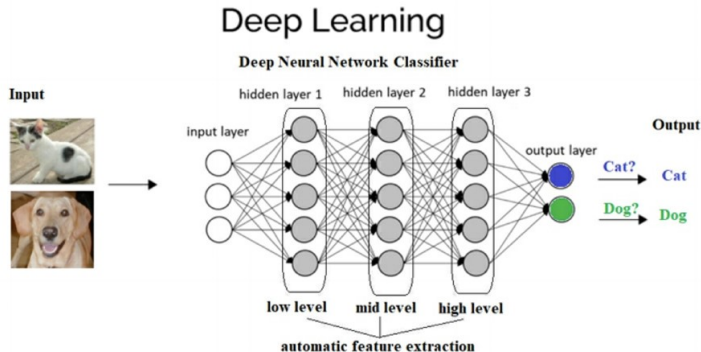 Deep Learning
Deep Neural Network Classifier
Input
hidden layer 1
hidden layer 2
hidden layer 3
input layer
output layer
Output
Cat?
Cat
Dog?
Dog
low level
mid level
high level
automatic feature extraction